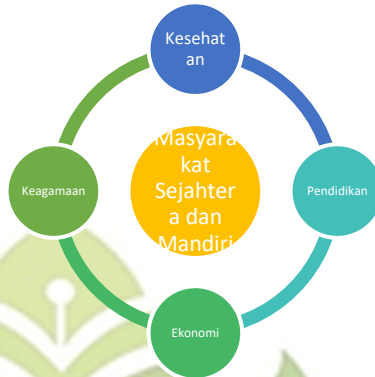 Kesehat
an
Masyara
kat
Sejahter
a dan
Mandiri
Keagamaan
Pendidikan
Ekonomi